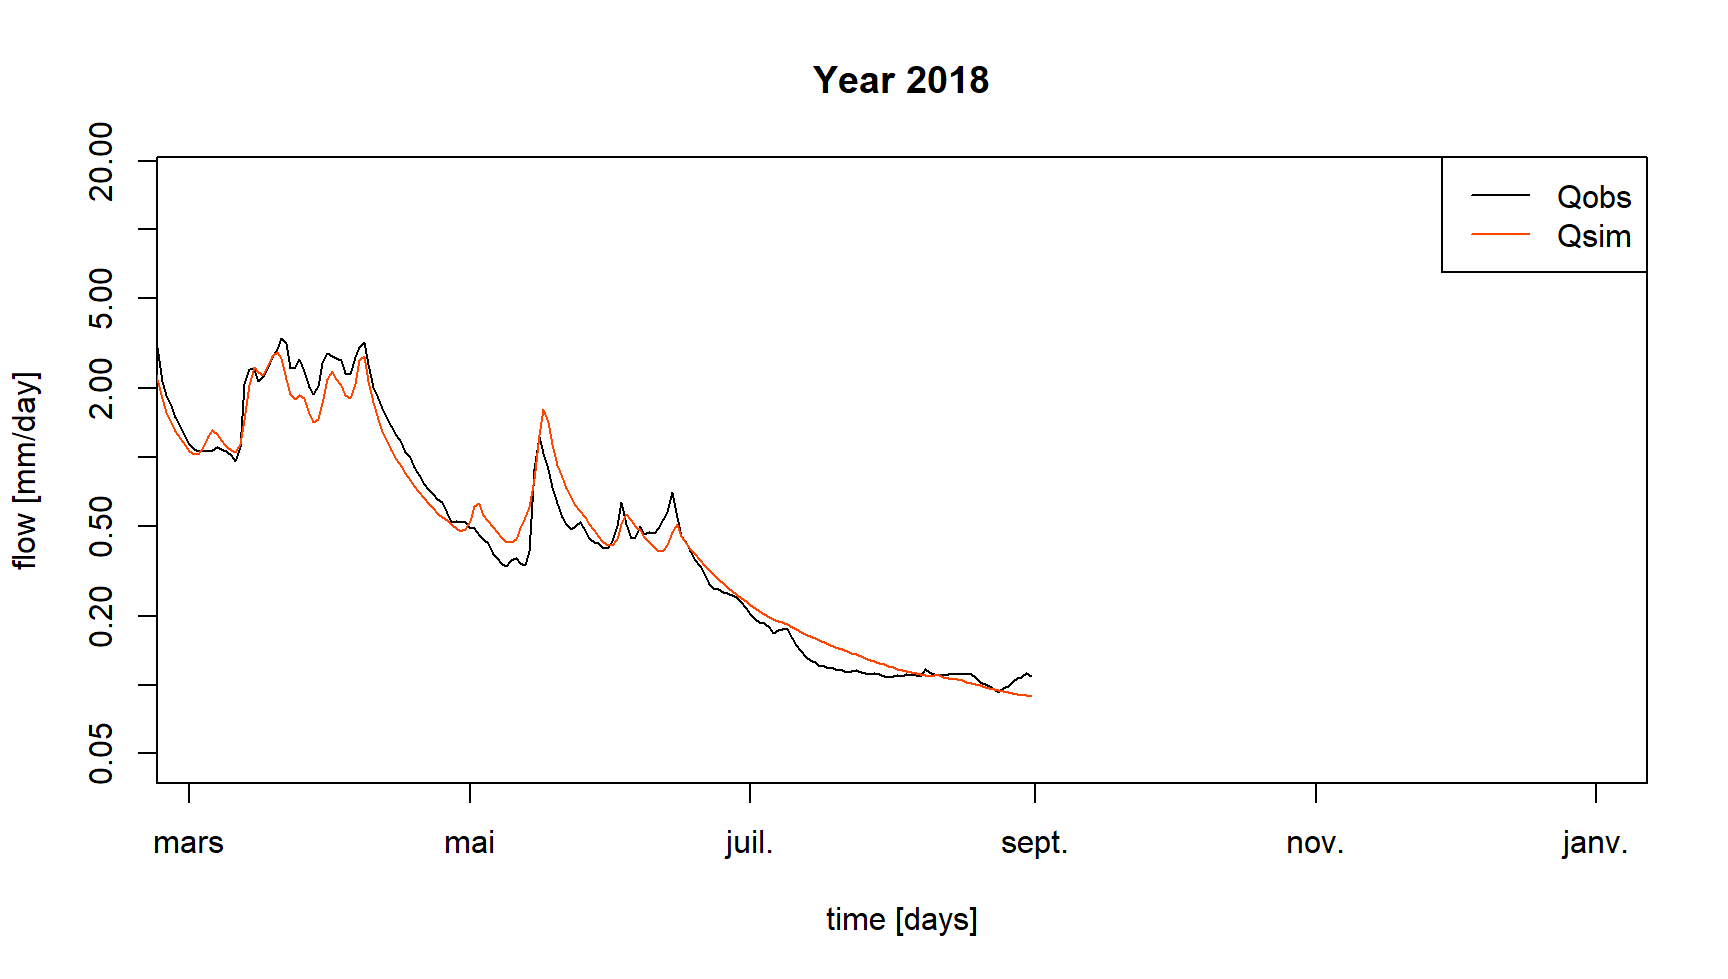 Year 2018
Qobs
Qsim
flow [mm/day]
20.00
5.00
2.00
0.50
0.20
0.05
mars mai juil. sept. nov. janv.
time [days]